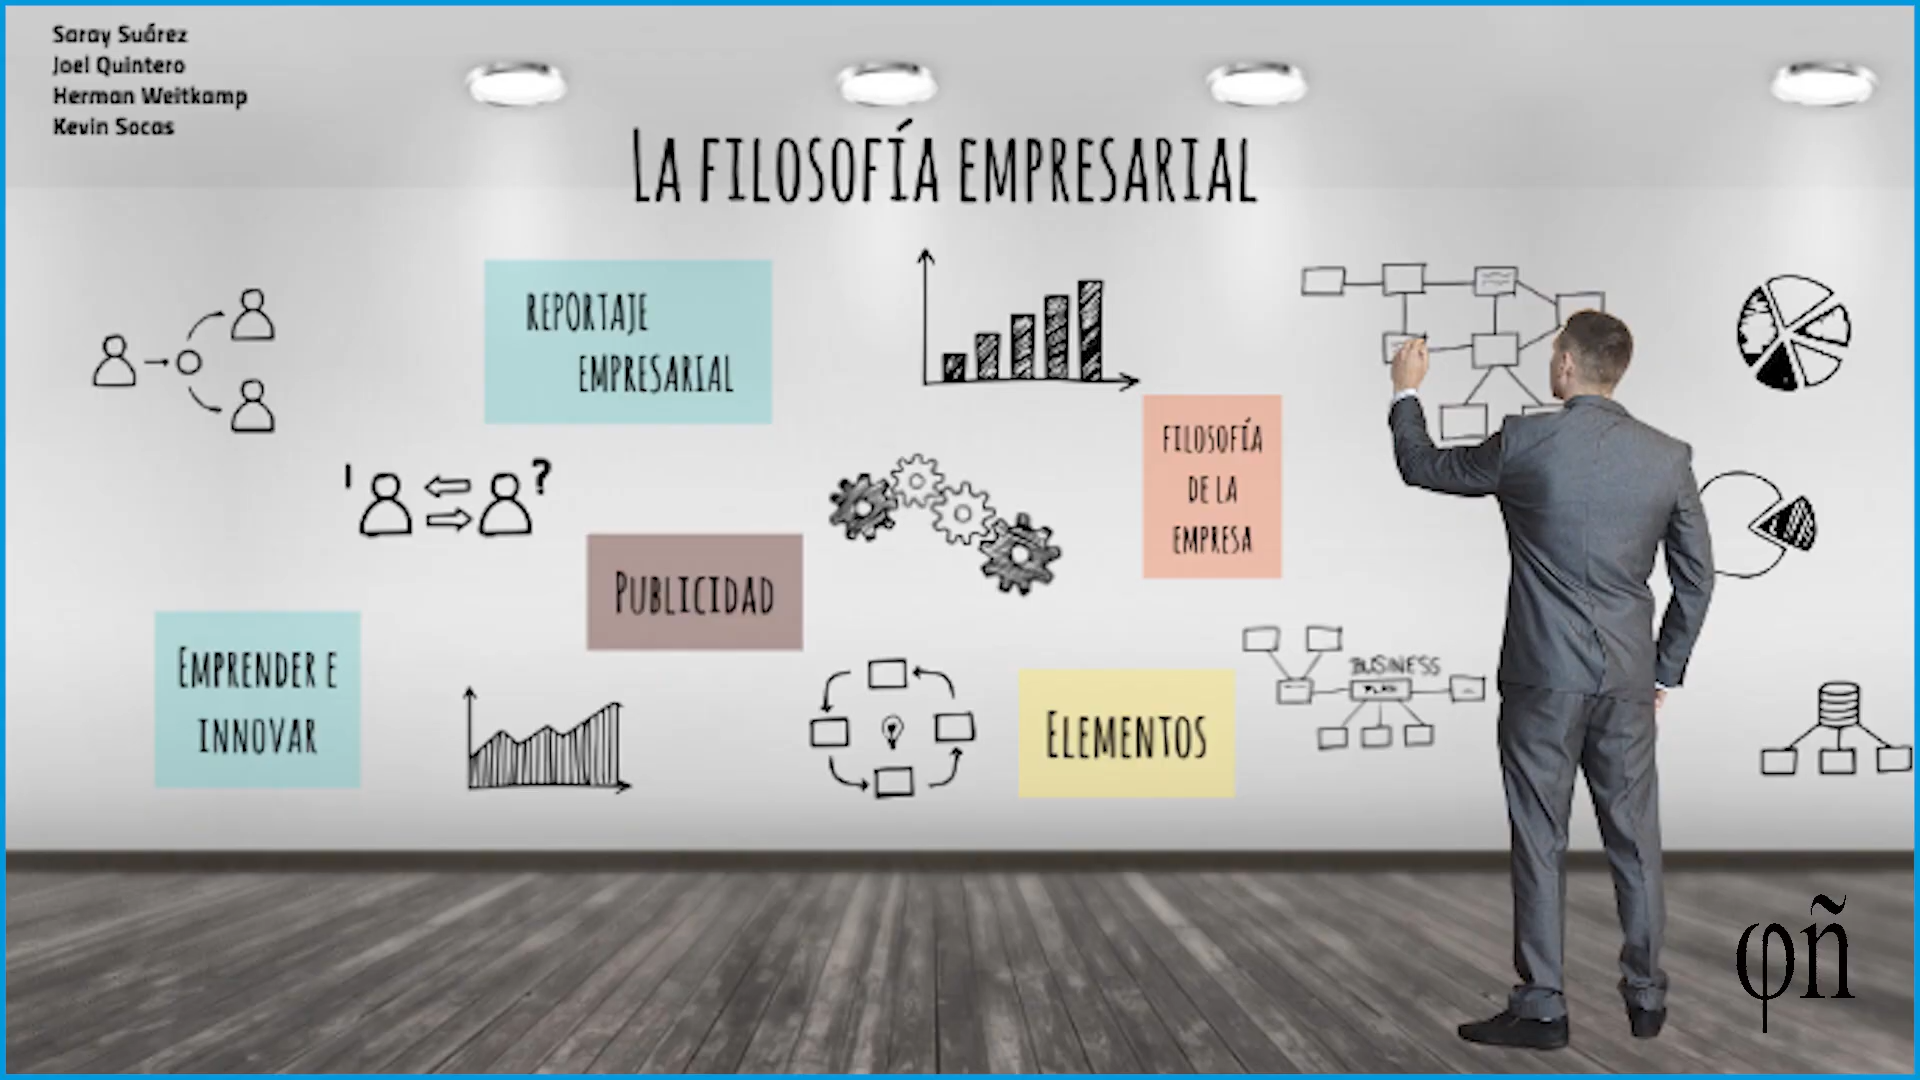 Saray Suárez
Joel Quintero
Herman Weitkamp
Kevin Socas
La filosofía empresarial
Reportaje
empresarial
Filosofía
de la
empresa
?
Publicidad
Emprender e
innovar
Elementos
BUSINESS
PLAN
φñ